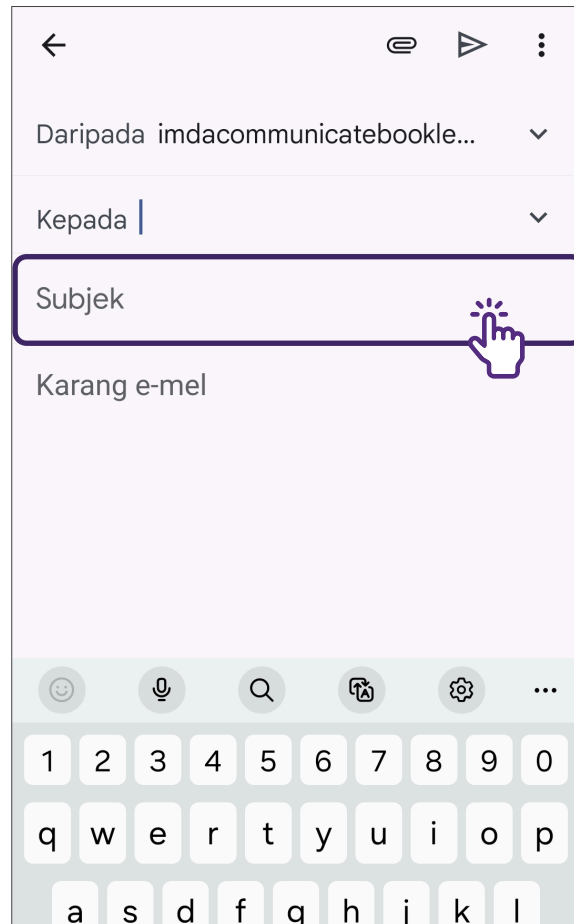 Daripada imdacommunicatebookle...
Kepada
Subjek
Karang e-mel
1 2 3 4 5 6 7 8 9 0
q w e r t y u i o p
a s d f g h j k l